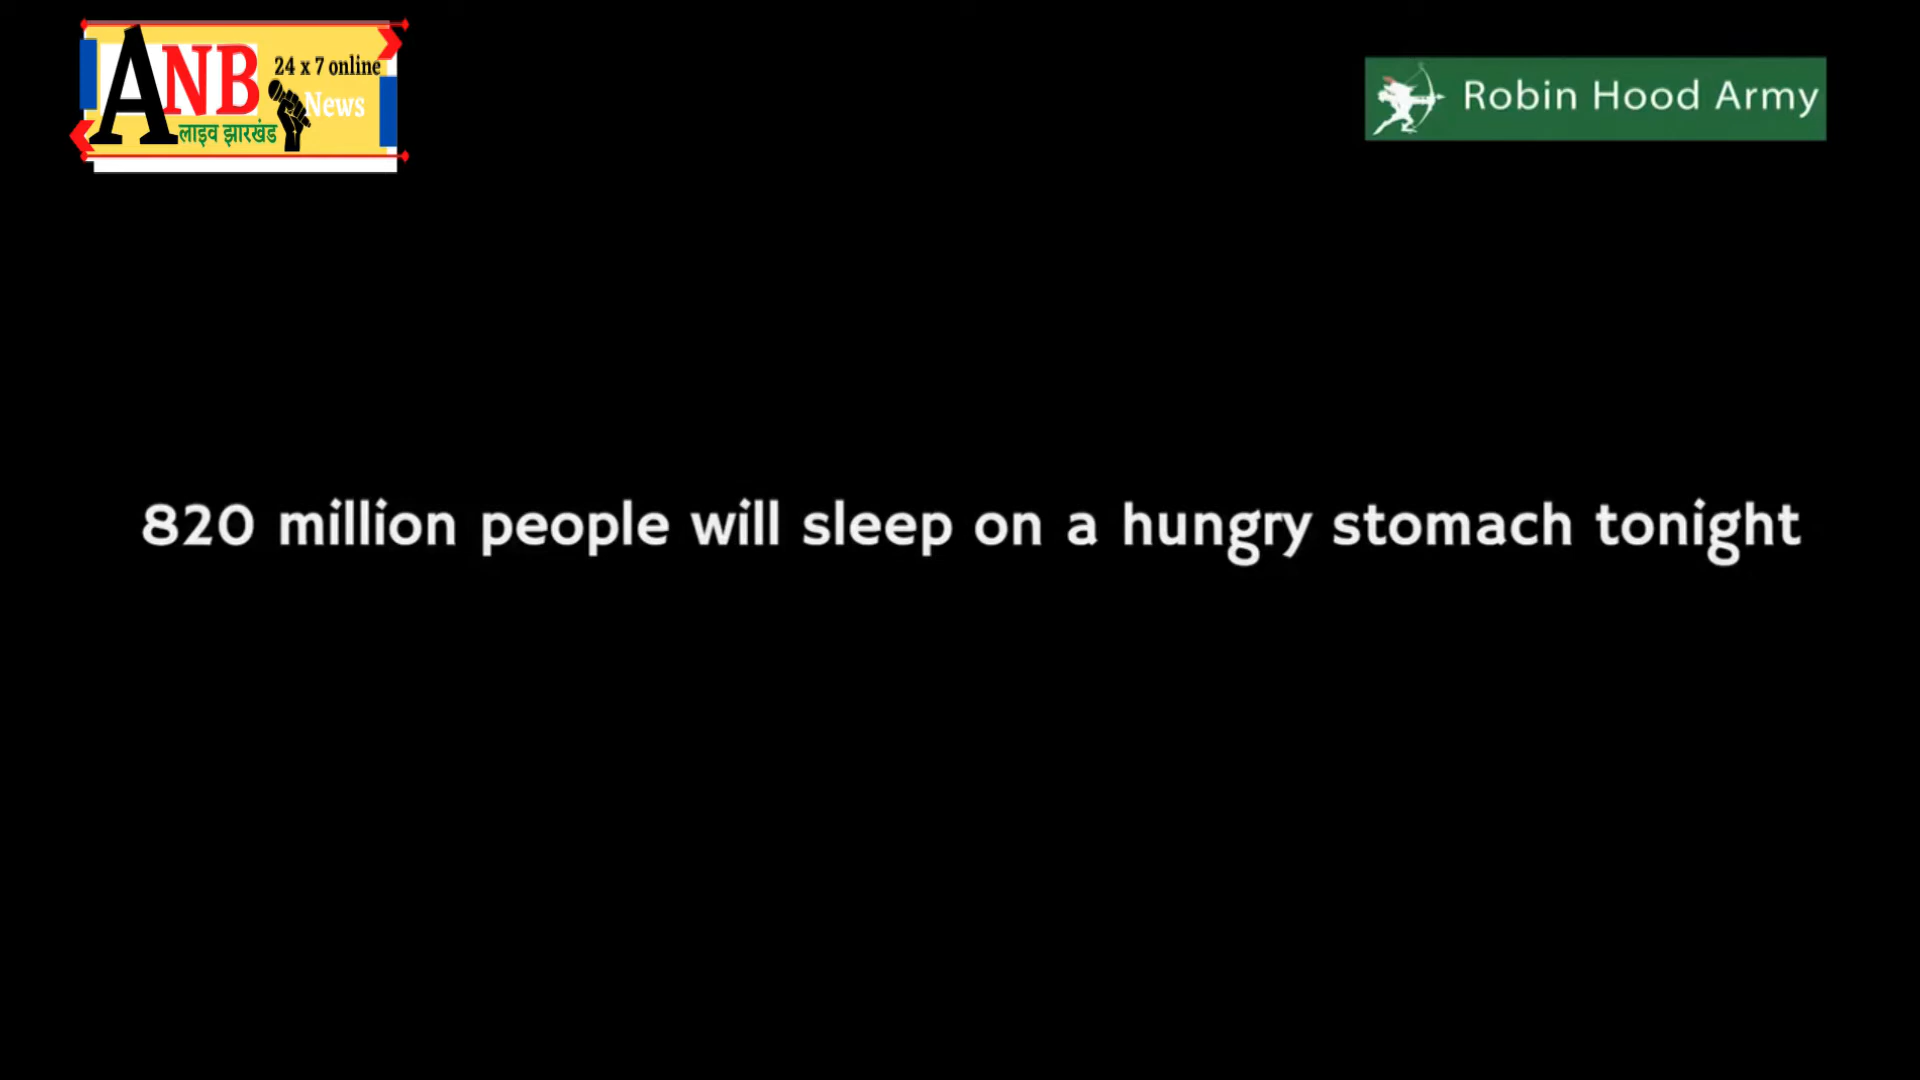 ANB
24 x 7 online
News
लाइव झारखंड
Robin Hood Army
820 million people will sleep on a hungry stomach tonight